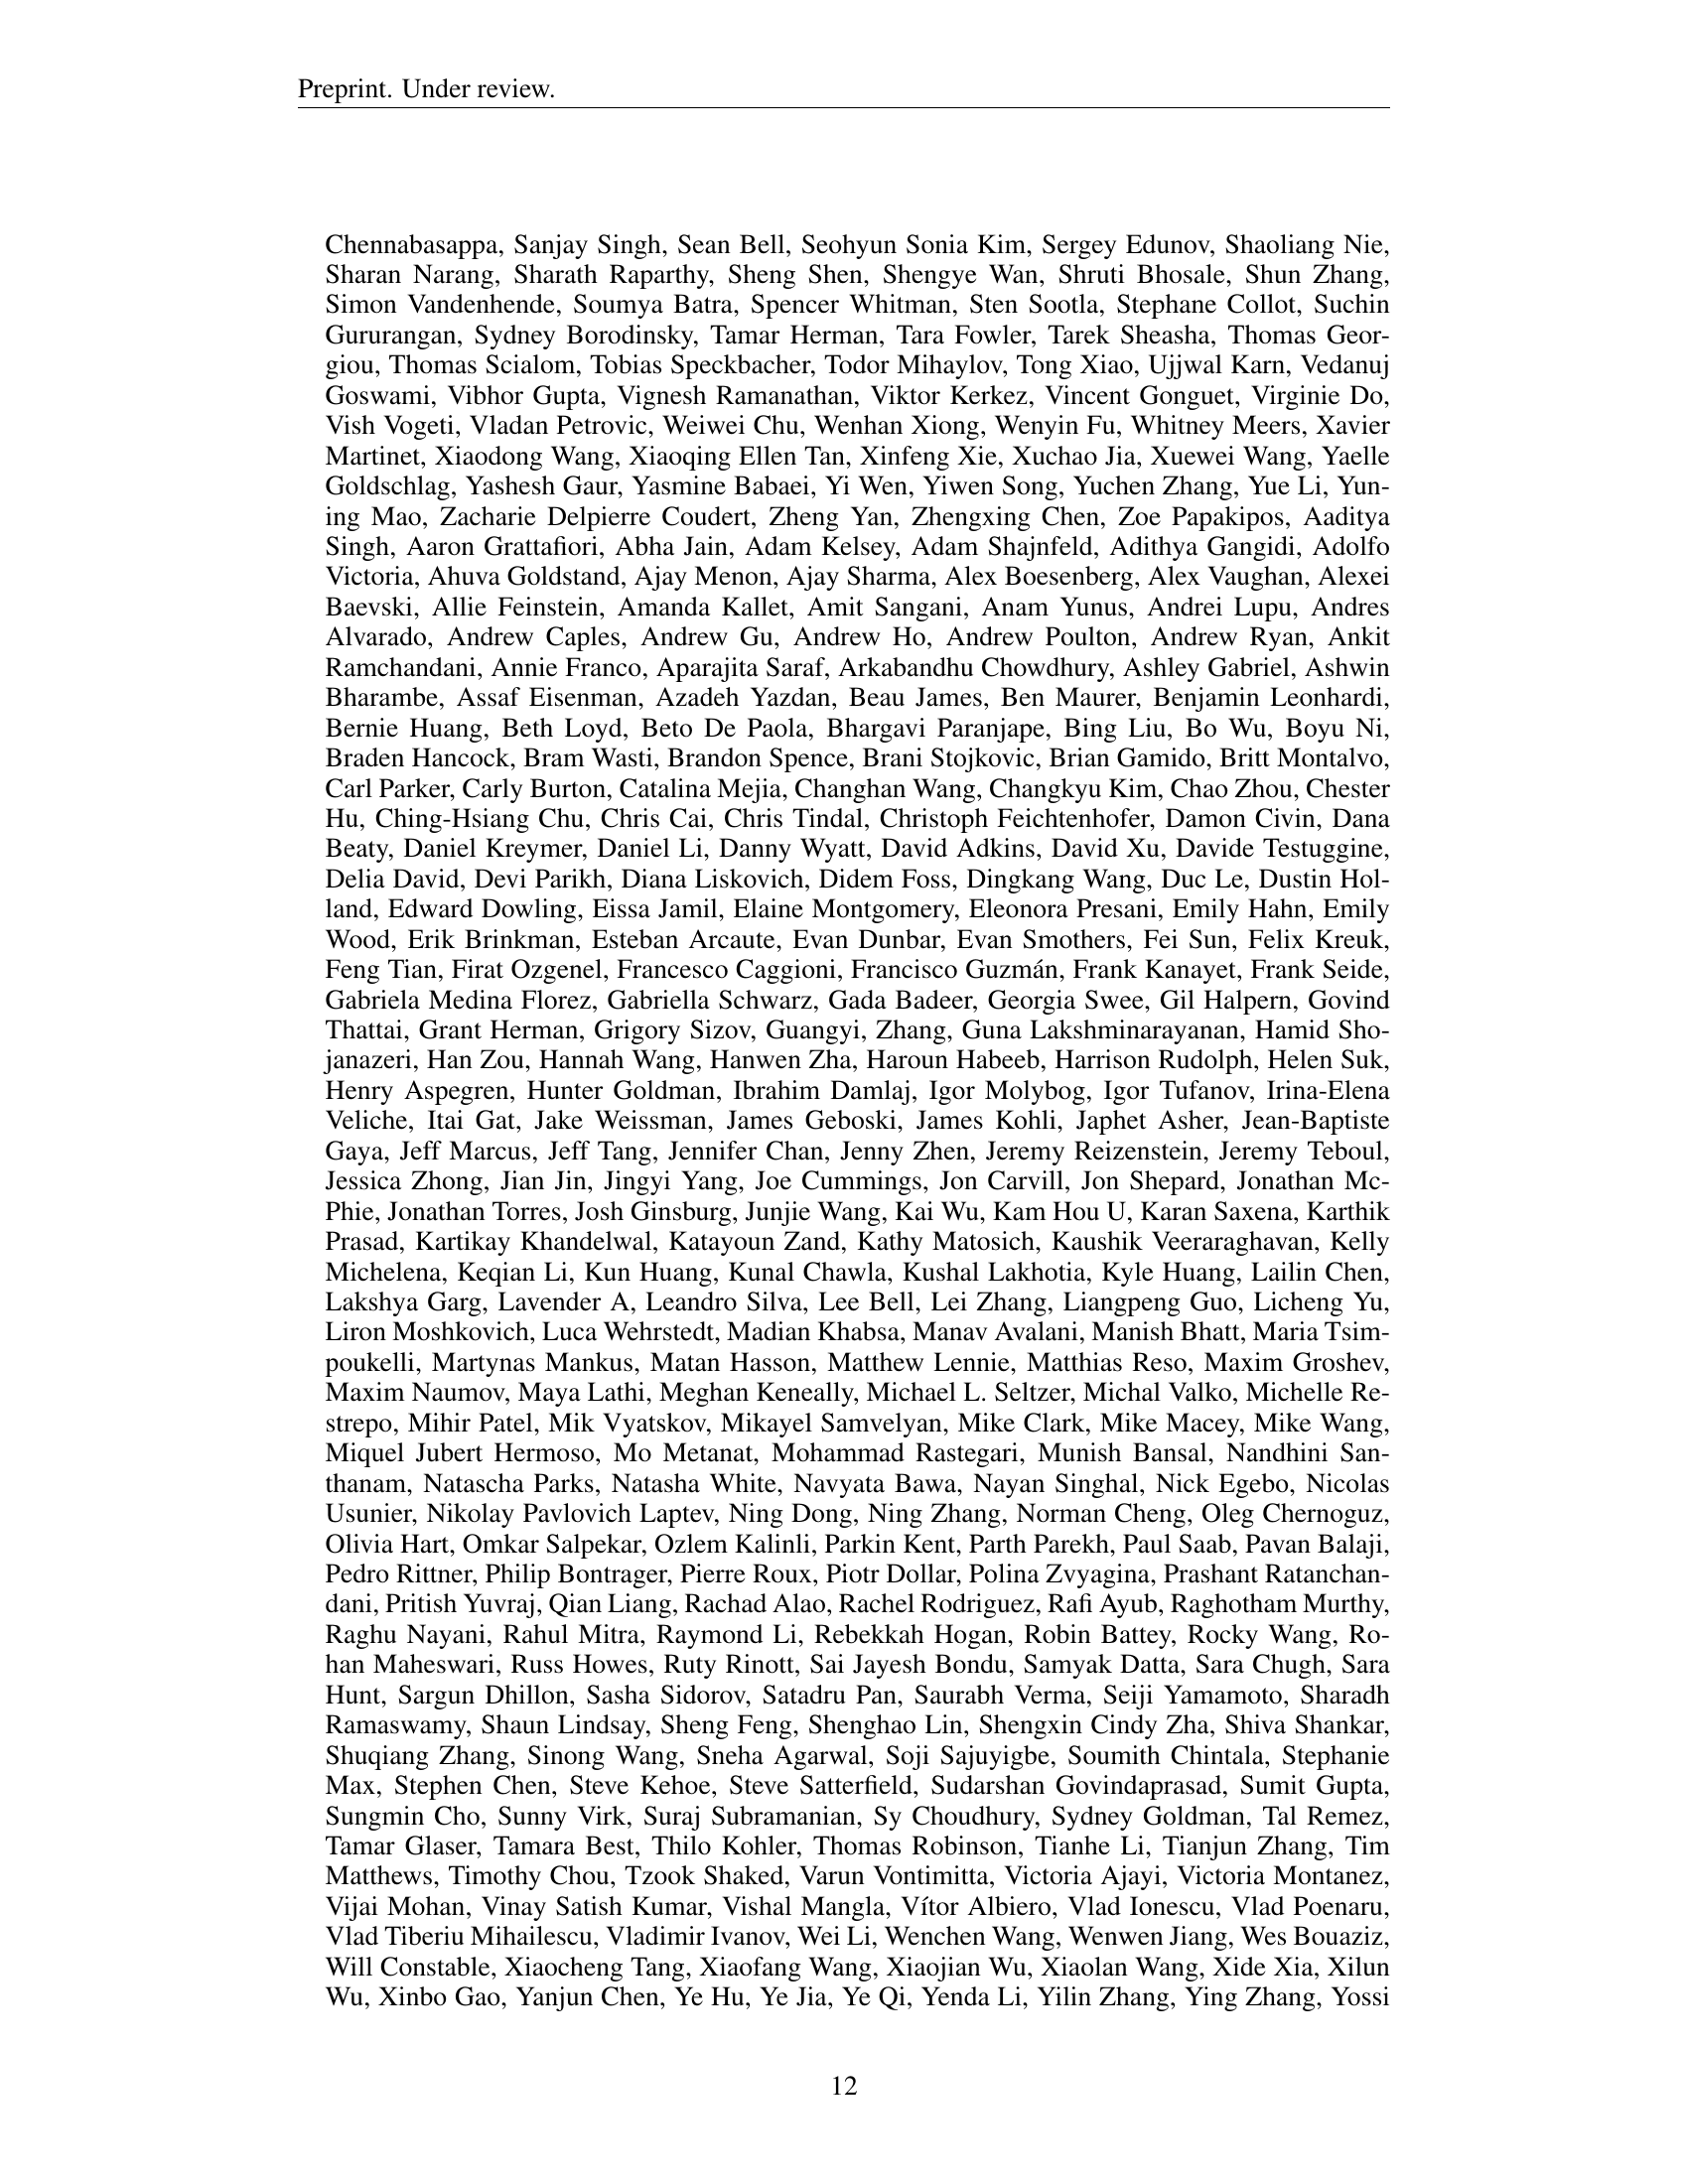 Preprint. Under review.
Chennabasappa, Sanjay Singh, Sean Bell, Seohyun Sonia Kim, Sergey Edunov, Shaoliang Nie,
Sharan Narang, Sharath Raparthy, Sheng Shen, Shengye Wan, Shruti Bhosale, Shun Zhang,
Simon Vandenhende, Soumya Batra, Spencer Whitman, Sten Sootla, Stephane Collot, Suchin
Gururangan, Sydney Borodinsky, Tamar Herman, Tara Fowler, Tarek Sheasha, Thomas Geor-
giou, Thomas Scialom, Tobias Speckbacher, Todor Mihaylov, Tong Xiao, Ujjwal Karn, Vedanuj
Goswami, Vibhor Gupta, Vignesh Ramanathan, Viktor Kerkez, Vincent Gonguet, Virginie Do,
Vish Vogeti, Vladan Petrovic, Weiwei Chu, Wenhan Xiong, Wenyin Fu, Whitney Meers, Xavier
Martinet, Xiaodong Wang, Xiaoqing Ellen Tan, Xinfeng Xie, Xuchao Jia, Xuewei Wang, Yaelle
Goldschlag, Yashesh Gaur, Yasmine Babaei, Yi Wen, Yiwen Song, Yuchen Zhang, Yue Li, Yun-
ing Mao, Zacharie Delpierre Coudert, Zheng Yan, Zhengxing Chen, Zoe Papakipos, Aaditya
Singh, Aaron Grattafiori, Abha Jain, Adam Kelsey, Adam Shajnfeld, Adithya Gangidi, Adolfo
Victoria, Ahuva Goldstand, Ajay Menon, Ajay Sharma, Alex Boesenberg, Alex Vaughan, Alexei
Baevski, Allie Feinstein, Amanda Kallet, Amit Sangani, Anam Yunus, Andrei Lupu, Andres
Alvarado, Andrew Caples, Andrew Gu, Andrew Ho, Andrew Poulton, Andrew Ryan, Ankit
Ramchandani, Annie Franco, Aparajita Saraf, Arkabandhu Chowdhury, Ashley Gabriel, Ashwin
Bharambe, Assaf Eisenman, Azadeh Yazdan, Beau James, Ben Maurer, Benjamin Leonhardi,
Bernie Huang, Beth Loyd, Beto De Paola, Bhargavi Paranjape, Bing Liu, Bo Wu, Boyu Ni,
Braden Hancock, Bram Wasti, Brandon Spence, Brani Stojkovic, Brian Gamido, Britt Montalvo,
Carl Parker, Carly Burton, Catalina Mejia, Changhan Wang, Changkyu Kim, Chao Zhou, Chester
Hu, Ching-Hsiang Chu, Chris Cai, Chris Tindal, Christoph Feichtenhofer, Damon Civin, Dana
Beaty, Daniel Kreymer, Daniel Li, Danny Wyatt, David Adkins, David Xu, Davide Testuggine,
Delia David, Devi Parikh, Diana Liskovich, Didem Foss, Dingkang Wang, Duc Le, Dustin Hol-
land, Edward Dowling, Eissa Jamil, Elaine Montgomery, Eleonora Presani, Emily Hahn, Emily
Wood, Erik Brinkman, Esteban Arcaute, Evan Dunbar, Evan Smothers, Fei Sun, Felix Kreuk,
Feng Tian, Firat Ozgenel, Francesco Caggioni, Francisco Guzmán, Frank Kanayet, Frank Seide,
Gabriela Medina Florez, Gabriella Schwarz, Gada Badeer, Georgia Swee, Gil Halpern, Govind
Thattai, Grant Herman, Grigory Sizov, Guangyi, Zhang, Guna Lakshminarayanan, Hamid Sho-
janazeri, Han Zou, Hannah Wang, Hanwen Zha, Haroun Habeeb, Harrison Rudolph, Helen Suk,
Henry Aspegren, Hunter Goldman, Ibrahim Damlaj, Igor Molybog, Igor Tufanov, Irina-Elena
Veliche, Itai Gat, Jake Weissman, James Geboski, James Kohli, Japhet Asher, Jean-Baptiste
Gaya, Jeff Marcus, Jeff Tang, Jennifer Chan, Jenny Zhen, Jeremy Reizenstein, Jeremy Teboul,
Jessica Zhong, Jian Jin, Jingyi Yang, Joe Cummings, Jon Carvill, Jon Shepard, Jonathan Mc-
Phie, Jonathan Torres, Josh Ginsburg, Junjie Wang, Kai Wu, Kam Hou U, Karan Saxena, Karthik
Prasad, Kartikay Khandelwal, Katayoun Zand, Kathy Matosich, Kaushik Veeraraghavan, Kelly
Michelena, Keqian Li, Kun Huang, Kunal Chawla, Kushal Lakhotia, Kyle Huang, Lailin Chen,
Lakshya Garg, Lavender A, Leandro Silva, Lee Bell, Lei Zhang, Liangpeng Guo, Licheng Yu,
Liron Moshkovich, Luca Wehrstedt, Madian Khabsa, Manav Avalani, Manish Bhatt, Maria Tsim-
poukelli, Martynas Mankus, Matan Hasson, Matthew Lennie, Matthias Reso, Maxim Groshev,
Maxim Naumov, Maya Lathi, Meghan Keneally, Michael L. Seltzer, Michal Valko, Michelle Re-
strepo, Mihir Patel, Mik Vyatskov, Mikayel Samvelyan, Mike Clark, Mike Macey, Mike Wang,
Miquel Jubert Hermoso, Mo Metanat, Mohammad Rastegari, Munish Bansal, Nandhini San-
thanam, Natascha Parks, Natasha White, Navyata Bawa, Nayan Singhal, Nick Egebo, Nicolas
Usunier, Nikolay Pavlovich Laptev, Ning Dong, Ning Zhang, Norman Cheng, Oleg Chernoguz,
Olivia Hart, Omkar Salpekar, Ozlem Kalinli, Parkin Kent, Parth Parekh, Paul Saab, Pavan Balaji,
Pedro Rittner, Philip Bontrager, Pierre Roux, Piotr Dollar, Polina Zvyagina, Prashant Ratanchan-
dani, Pritish Yuvraj, Qian Liang, Rachad Alao, Rachel Rodriguez, Rafi Ayub, Raghotham Murthy,
Raghu Nayani, Rahul Mitra, Raymond Li, Rebekkah Hogan, Robin Battey, Rocky Wang, Ro-
han Maheswari, Russ Howes, Ruty Rinott, Sai Jayesh Bondu, Samyak Datta, Sara Chugh, Sara
Hunt, Sargun Dhillon, Sasha Sidorov, Satadru Pan, Saurabh Verma, Seiji Yamamoto, Sharadh
Ramaswamy, Shaun Lindsay, Sheng Feng, Shenghao Lin, Shengxin Cindy Zha, Shiva Shankar,
Shuqiang Zhang, Sinong Wang, Sneha Agarwal, Soji Sajuyigbe, Soumith Chintala, Stephanie
Max, Stephen Chen, Steve Kehoe, Steve Satterfield, Sudarshan Govindaprasad, Sumit Gupta,
Sungmin Cho, Sunny Virk, Suraj Subramanian, Sy Choudhury, Sydney Goldman, Tal Remez,
Tamar Glaser, Tamara Best, Thilo Kohler, Thomas Robinson, Tianhe Li, Tianjun Zhang, Tim
Matthews, Timothy Chou, Tzook Shaked, Varun Vontimitta, Victoria Ajayi, Victoria Montanez,
Vijai Mohan, Vinay Satish Kumar, Vishal Mangla, Vítor Albiero, Vlad Ionescu, Vlad Poenaru,
Vlad Tiberiu Mihailescu, Vladimir Ivanov, Wei Li, Wenchen Wang, Wenwen Jiang, Wes Bouaziz,
Will Constable, Xiaocheng Tang, Xiaofang Wang, Xiaojian Wu, Xiaolan Wang, Xide Xia, Xilun
Wu, Xinbo Gao, Yanjun Chen, Ye Hu, Ye Jia, Ye Qi, Yenda Li, Yilin Zhang, Ying Zhang, Yossi
12